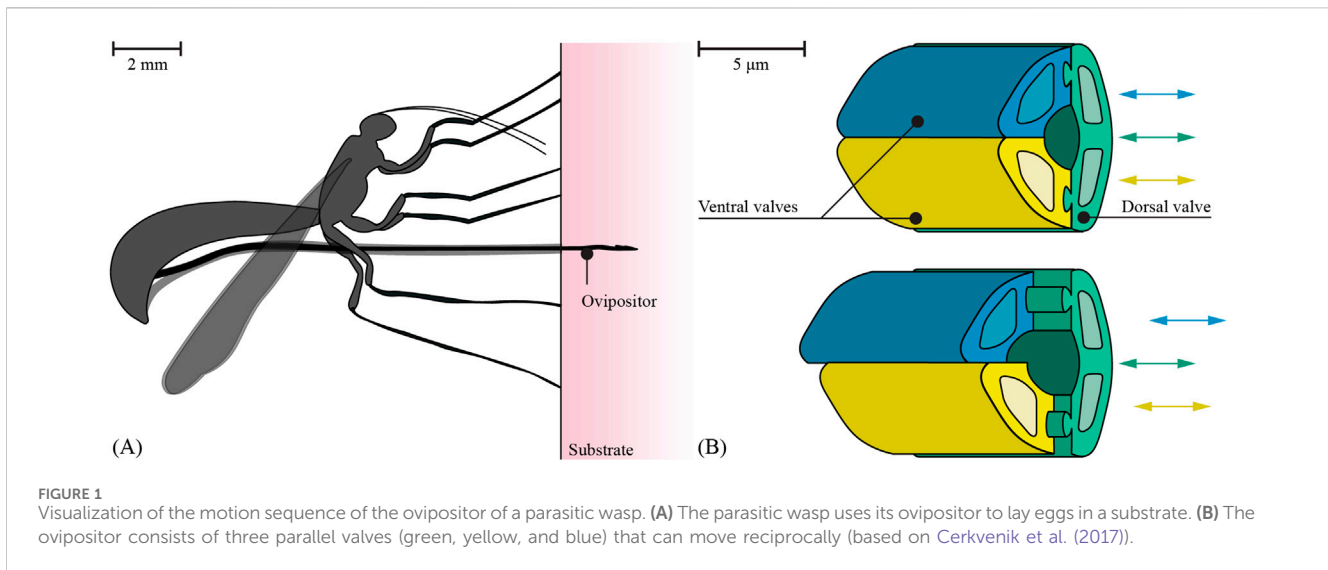 2 mm
5 μm
Ventral valves
Dorsal valve
Ovipositor
(A)
Substrate
(B)
FIGURE 1
Visualization of the motion sequence of the ovipositor of a parasitic wasp. (A) The parasitic wasp uses its ovipositor to lay eggs in a substrate. (B) The
ovipositor consists of three parallel valves (green, yellow, and blue) that can move reciprocally (based on Cerkvenik et al. (2017)).